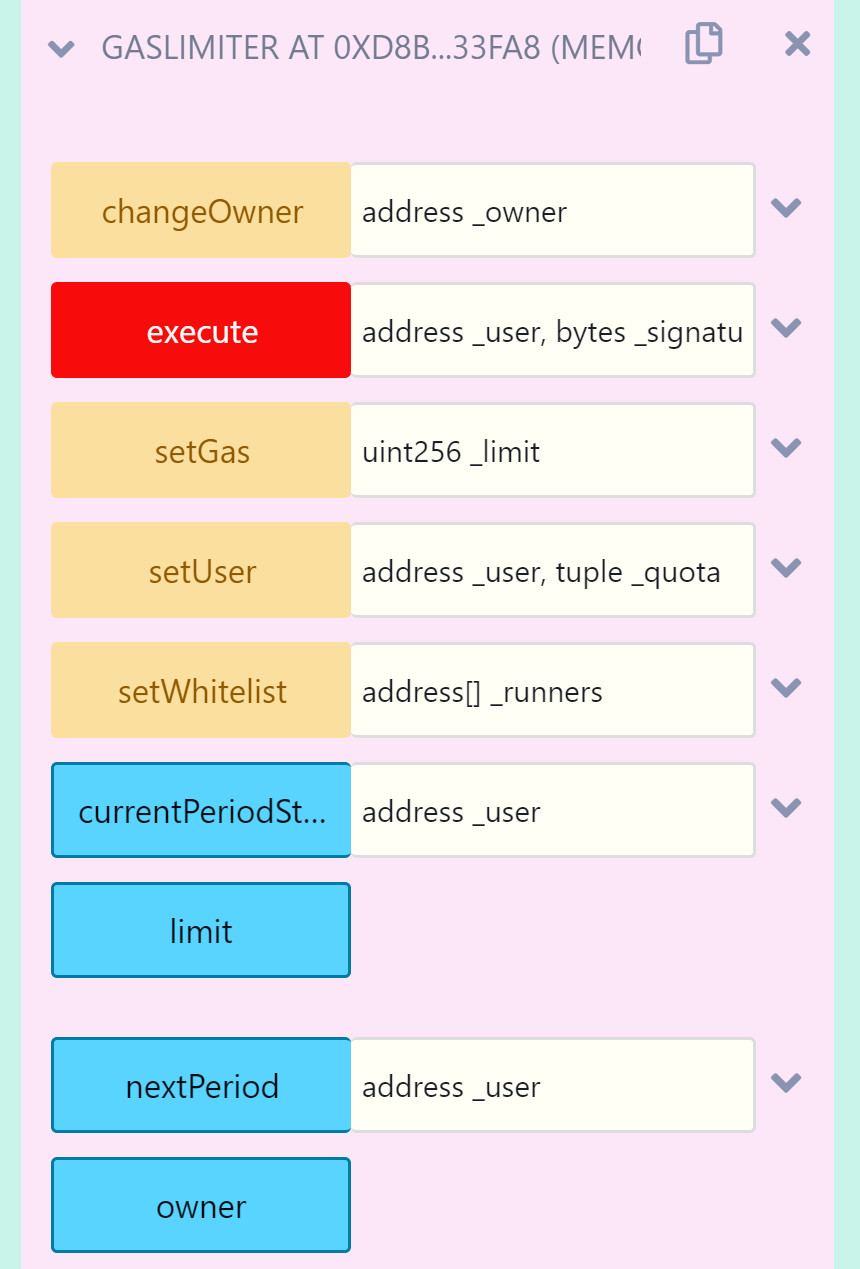 GASLIMITER AT 0XD8B...33FA8 (MEM
changeOwner address _owner
execute address _user, bytes _signatu
setGas uint256 _limit
setUser address _user, tuple _quota
setWhitelist address[] _runners
currentPeriodSt... address _user
limit
nextPeriod address _user
owner